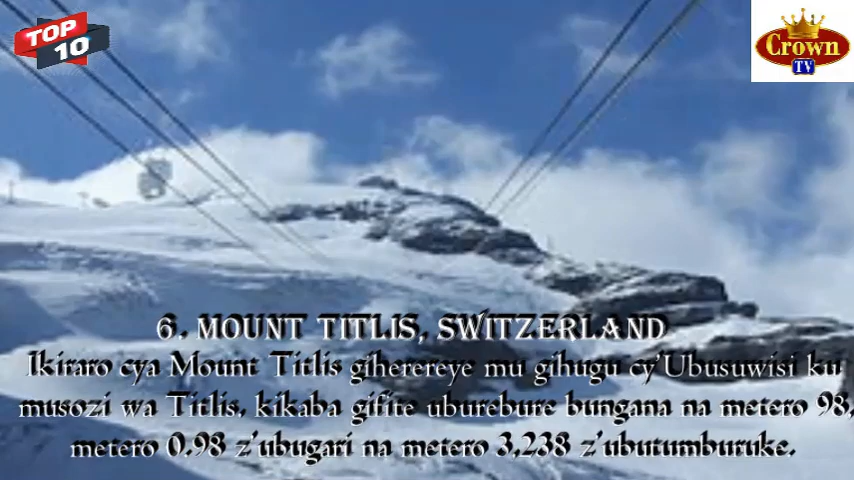 TOP
10
Crown
TV
6. MOUNT TITLIS, SWITZERLAND
Ikiraro cya Mount Titlis giherereye mu gihugu cy'Ubusuwisi ku
musozi wa Titlis, kikaba gifite uburebure bungana na metero 98,
metero 0.98 z'ubugari na metero 3,238 z'ubutumburuke.